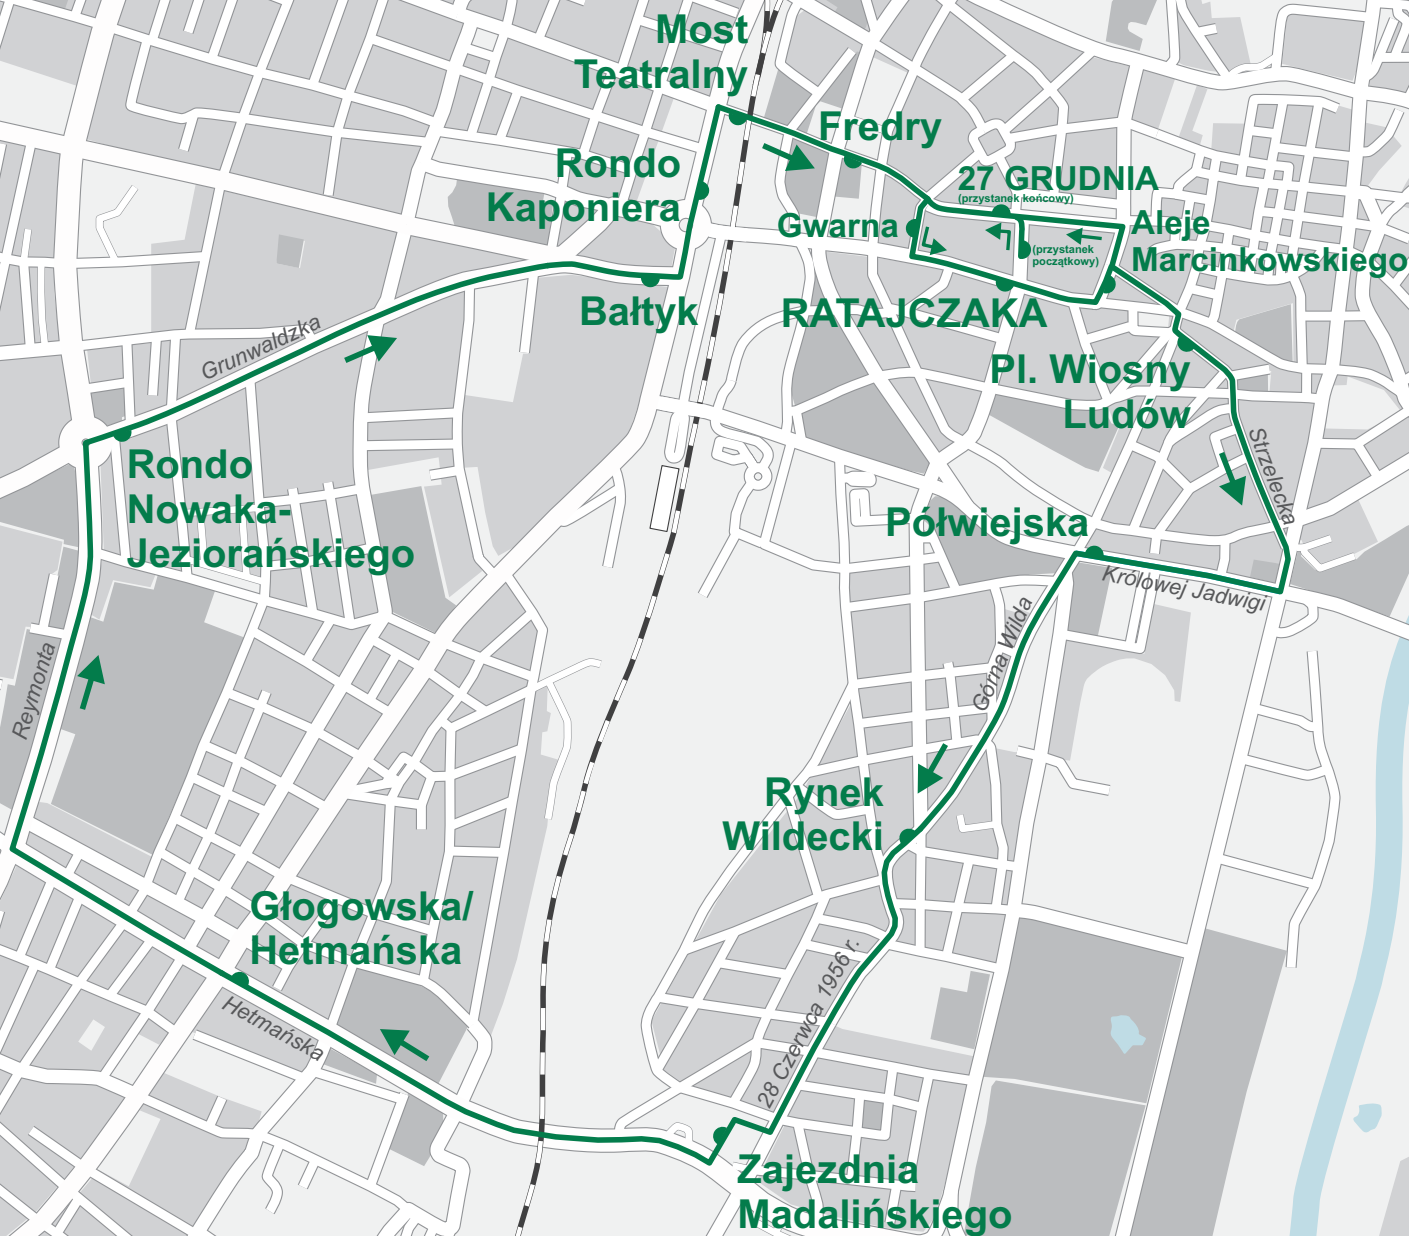 Most
Teatralny
Fredry
Rondo
Kaponiera
27 GRUDNIA
(przystanek końcowy)
Gwarna
Aleje
Marcinkowskiego
(przystanek
początkowy)
Bałtyk
RATAJCZAKA
Grunwaldzka
Pl. Wiosny
Ludów
Rondo
Nowaka-
Jeziorańskiego
Strzelecka
Półwiejska
Królowej Jadwigi
Górna Wilda
Reymonta
Rynek
Wildecki
Głogowska/
Hetmańska
28 Czerwca 1956 r.
Hetmańska
Zajezdnia
Madalińskiego